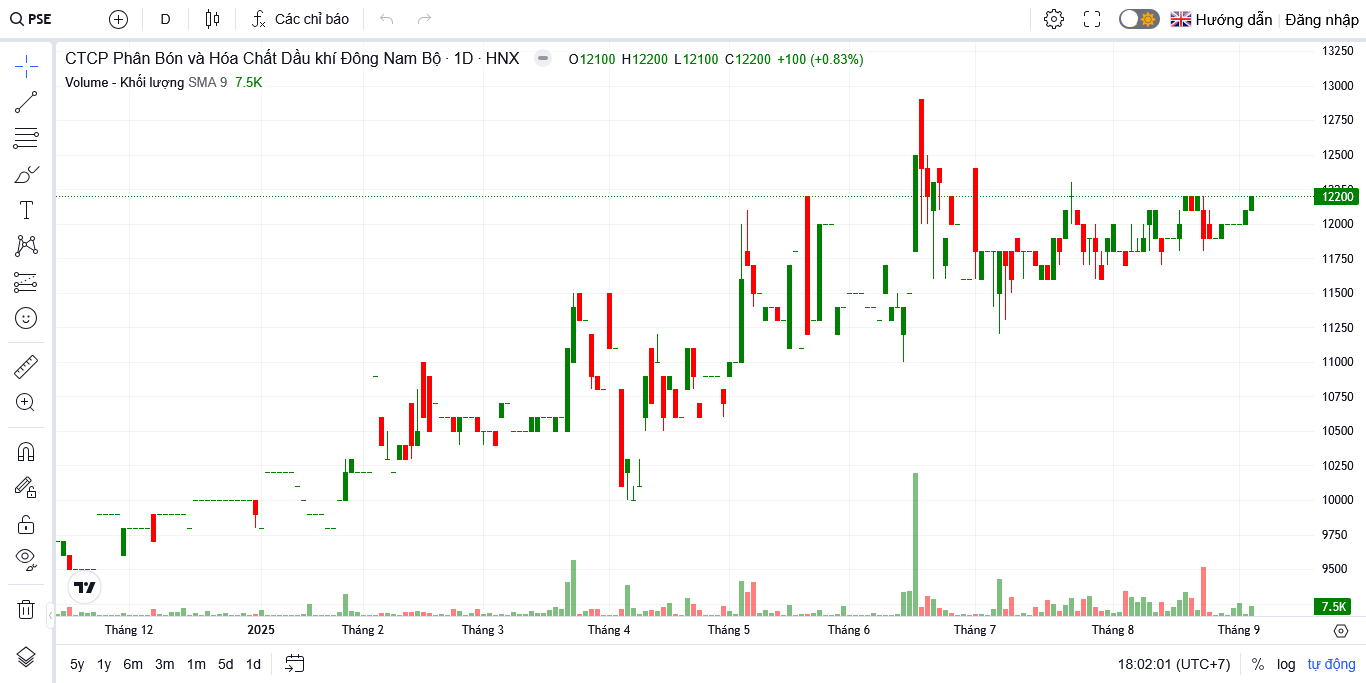 PSE D Các chỉ báo Hướng dẫn Đăng nhập
CTCP Phân Bón và Hóa Chất Dầu khí Đông Nam Bộ · 1D · HNX O12100 H12200 L12100 C12200 +100 (+0.83%)
Volume - Khối lượng SMA 9 7.5K
13250
13000
12750
12500
12200
12000
11750
11500
11250
11000
10750
10500
10250
10000
9750
9500
7.5K
Tháng 12 2025 Tháng 2 Tháng 3 Tháng 4 Tháng 5 Tháng 6 Tháng 7 Tháng 8 Tháng 9
5y 1y 6m 3m 1m 5d 1d 18:02:01 (UTC+7) % log tự động